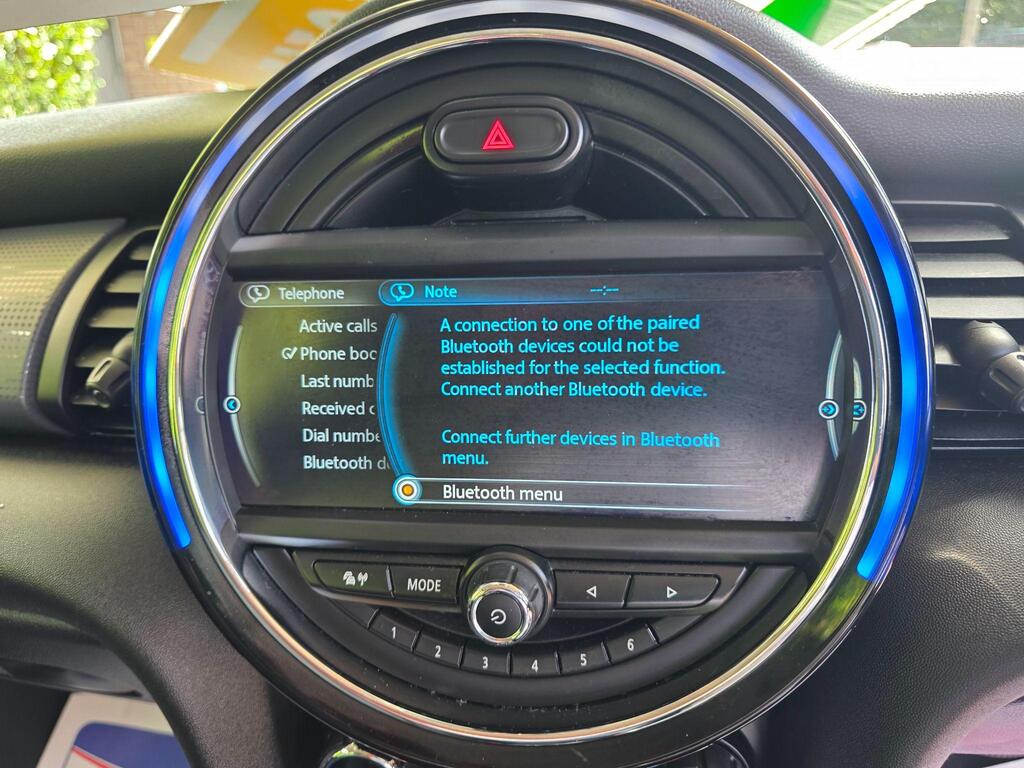 Telephone
Note
--:--
Active calls
Phone boo
Last numb
Received c
Dial numbe
Bluetooth d
A connection to one of the paired
Bluetooth devices could not be
established for the selected function.
Connect another Bluetooth device.
Connect further devices in Bluetooth
menu.
Bluetooth menu
MODE
1
2
3
4
5
6